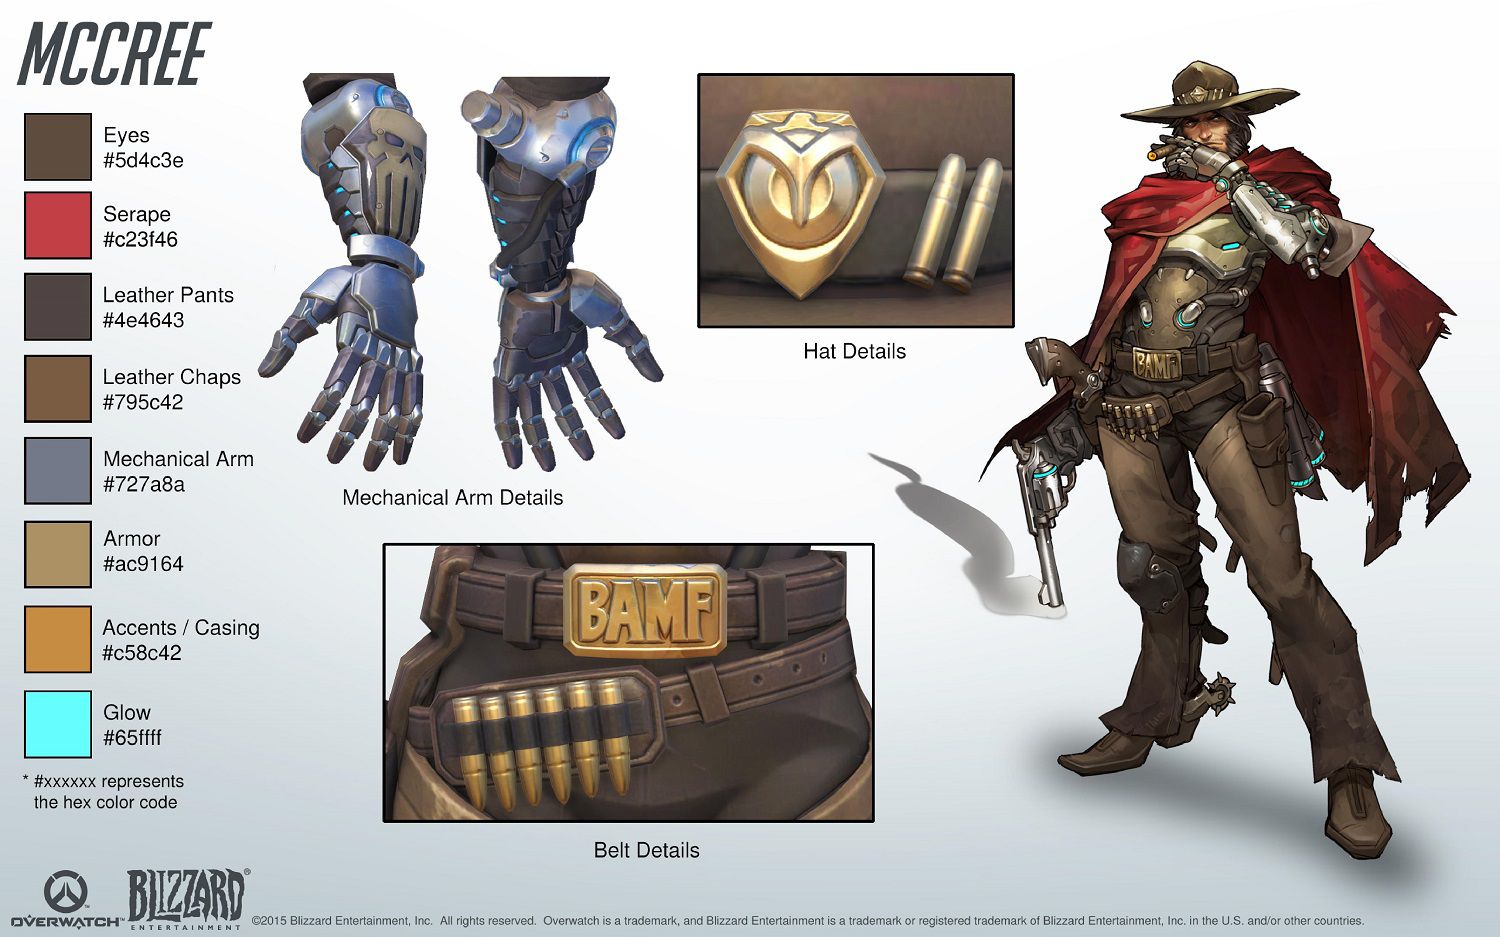 MCCREE
Eyes
#5d4c3e
Serape
#c23f46
Leather Pants
#4e4643
Leather Chaps
#795c42
Mechanical Arm
#727a8a
Armor
#ac9164
Accents / Casing
#c58c42
Glow
#65ffff
* #xxxxxx represents
the hex color code
Mechanical Arm Details
Hat Details
BAMF
BAMF
Belt Details
OVERWATCH™
BLIZZARD®
ENTERTAINMENT
©2015 Blizzard Entertainment, Inc. All rights reserved. Overwatch is a trademark, and Blizzard Entertainment is a trademark or registered trademark of Blizzard Entertainment, Inc. in the U.S. and/or other countries.